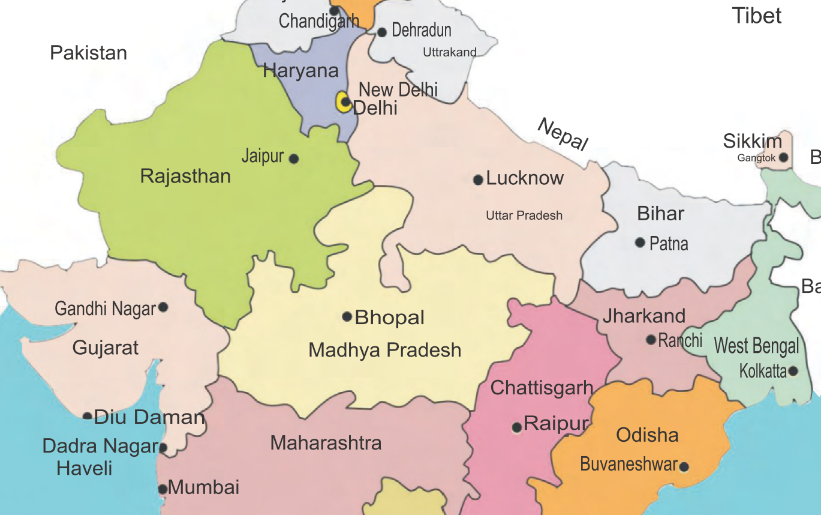 Tibet
Chandigarh
Dehradun
Uttrakand
Pakistan
Haryana
New Delhi
Delhi
Nepal
Sikkim
Gangtok
B
Jaipur
Rajasthan
Lucknow
Uttar Pradesh
Bihar
Patna
Ba
Gandhi Nagar
Gujarat
Bhopal
Madhya Pradesh
Jharkand
Ranchi
West Bengal
Kolkatta
Chattisgarh
Raipur
Diu Daman
Dadra Nagar
Haveli
Maharashtra
Odisha
Buvaneshwar
Mumbai